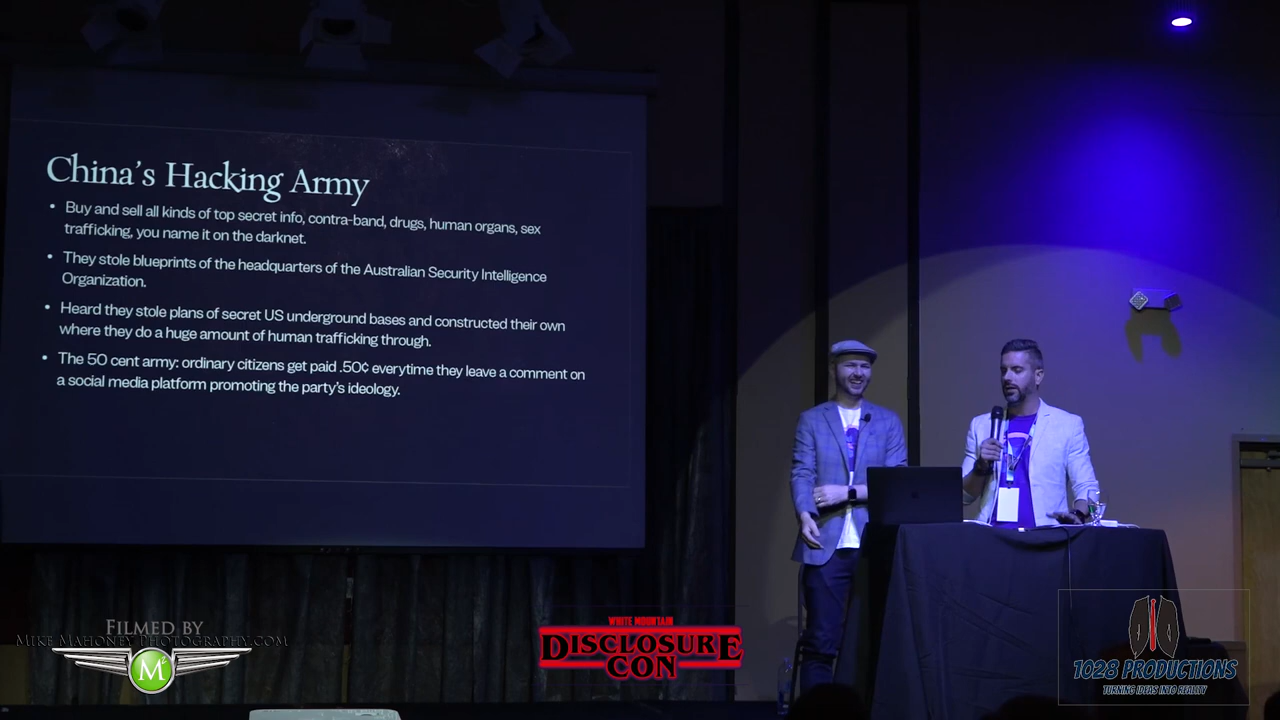 China's Hacking Army
• Buy and sell all kinds of top secret info, contra-band, drugs, human organs, sex
trafficking, you name it on the darknet.
• They stole blueprints of the headquarters of the Australian Security Intelligence
Organization.
• Heard they stole plans of secret US underground bases and constructed their own
where they do a huge amount of human trafficking through.
• The 50 cent army: ordinary citizens get paid .50¢ everytime they leave a comment on
a social media platform promoting the party's ideology.
FILMED BY
MIKE MAHONEY PHOTOGRAPHY.COM
M
WHITE MOUNTAIN
DISCLOSURE
CON
1028 PRODUCTIONS
TURNING IDEAS INTO REALITY